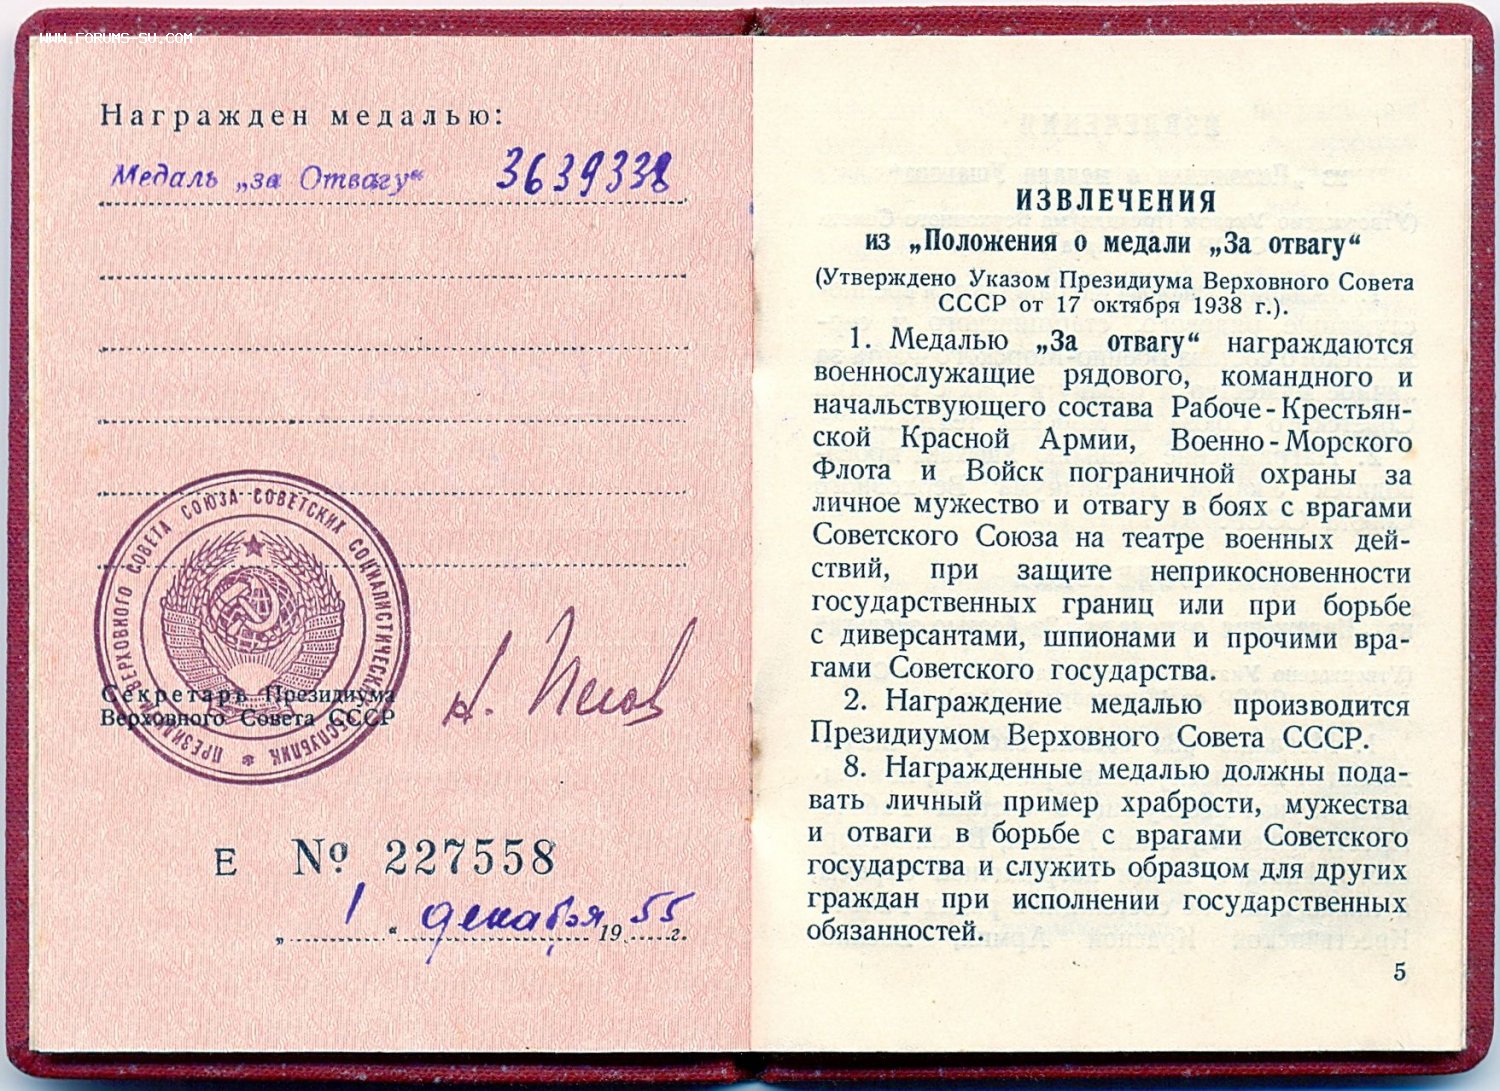 WWW.FORUMS-SU.COM
Награжден медалью:
Медаль „за Отвагу“ 3639338
ПРЕЗИДИУМ ВЕРХОВНОГО СОВЕТА СОЮЗА СОВЕТСКИХ СОЦИАЛИСТИЧЕСКИХ РЕСПУБЛИК *
Секретарь Президиума
Верховного Совета СССР
Е № 227558
„ 1 “ декабря 1955 г.
ИЗВЛЕЧЕНИЯ
из „Положения о медали „За отвагу“
(Утверждено Указом Президиума Верховного Совета
СССР от 17 октября 1938 г.).
1. Медалью „За отвагу“ награждаются
военнослужащие рядового, командного и
начальствующего состава Рабоче-Крестьян-
ской Красной Армии, Военно-Морского
Флота и Войск пограничной охраны за
личное мужество и отвагу в боях с врагами
Советского Союза на театре военных дей-
ствий, при защите неприкосновенности
государственных границ или при борьбе
с диверсантами, шпионами и прочими вра-
гами Советского государства.
2. Награждение медалью производится
Президиумом Верховного Совета СССР.
8. Награжденные медалью должны пода-
вать личный пример храбрости, мужества
и отваги в борьбе с врагами Советского
государства и служить образцом для других
граждан при исполнении государственных
обязанностей.
5